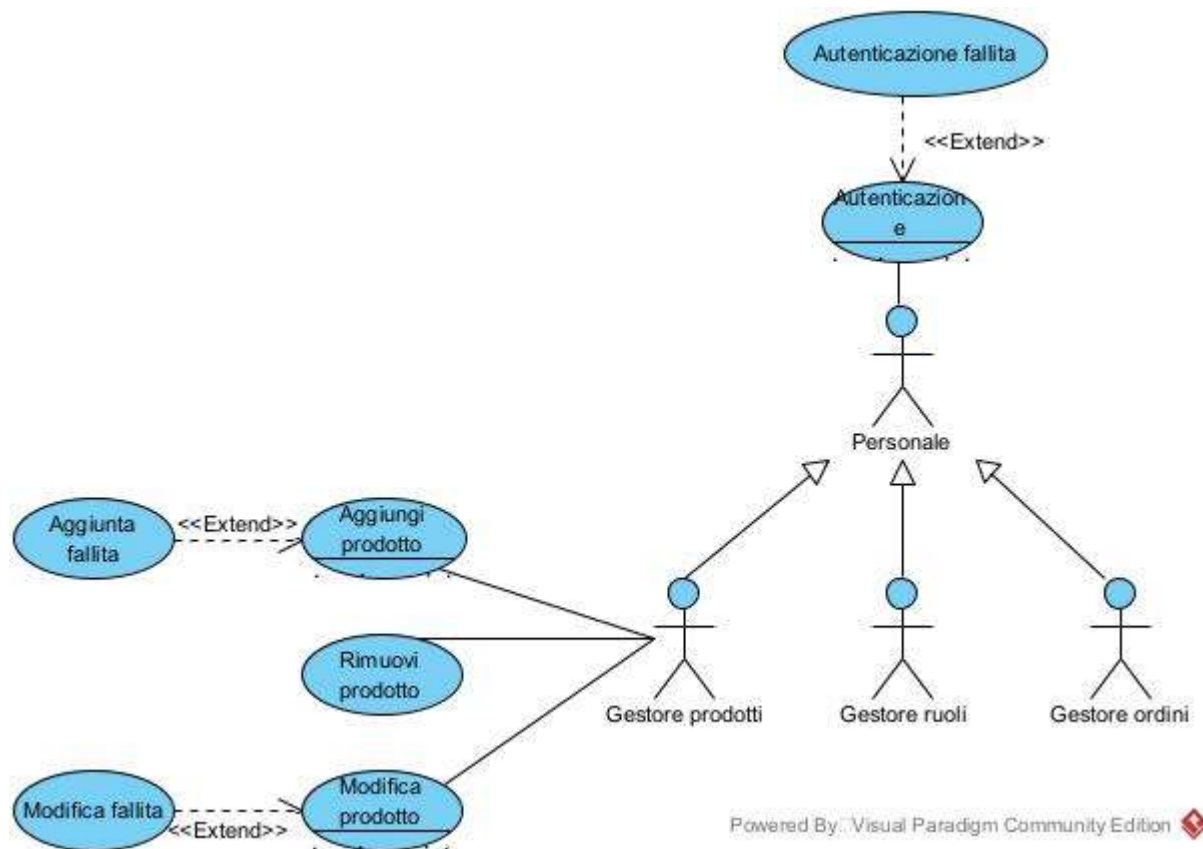 Autenticazione fallita
<<Extend>>
Autenticazion
e
Personale
Aggiunta
fallita
<<Extend>>
Aggiungi
prodotto
Rimuovi
prodotto
Gestore prodotti
Gestore ruoli
Gestore ordini
Modifica fallita
<<Extend>>
Modifica
prodotto
Powered By: Visual Paradigm Community Edition